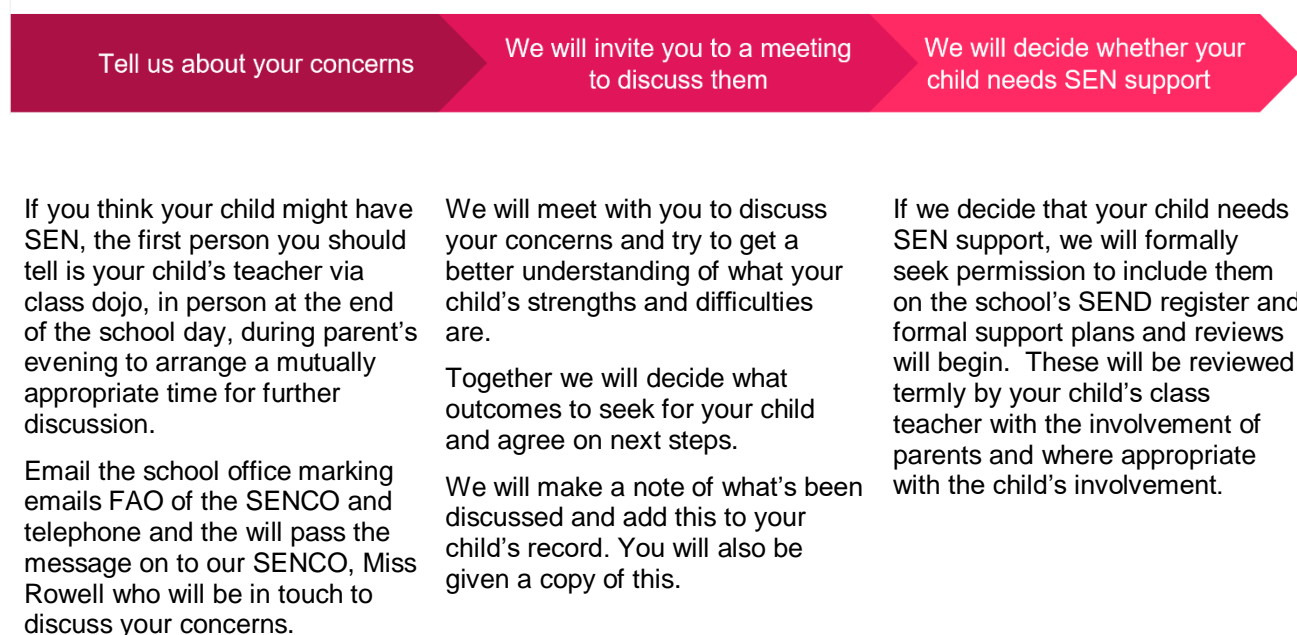 Tell us about your concerns
We will invite you to a meeting
to discuss them
We will decide whether your
child needs SEN support
If you think your child might have
SEN, the first person you should
tell is your child’s teacher via
class dojo, in person at the end
of the school day, during parent’s
evening to arrange a mutually
appropriate time for further
discussion.
Email the school office marking
emails FAO of the SENCO and
telephone and the will pass the
message on to our SENCO, Miss
Rowell who will be in touch to
discuss your concerns.
We will meet with you to discuss
your concerns and try to get a
better understanding of what your
child’s strengths and difficulties
are.
Together we will decide what
outcomes to seek for your child
and agree on next steps.
We will make a note of what’s been
discussed and add this to your
child’s record. You will also be
given a copy of this.
If we decide that your child needs
SEN support, we will formally
seek permission to include them
on the school’s SEND register and
formal support plans and reviews
will begin.  These will be reviewed
termly by your child’s class
teacher with the involvement of
parents and where appropriate
with the child’s involvement.